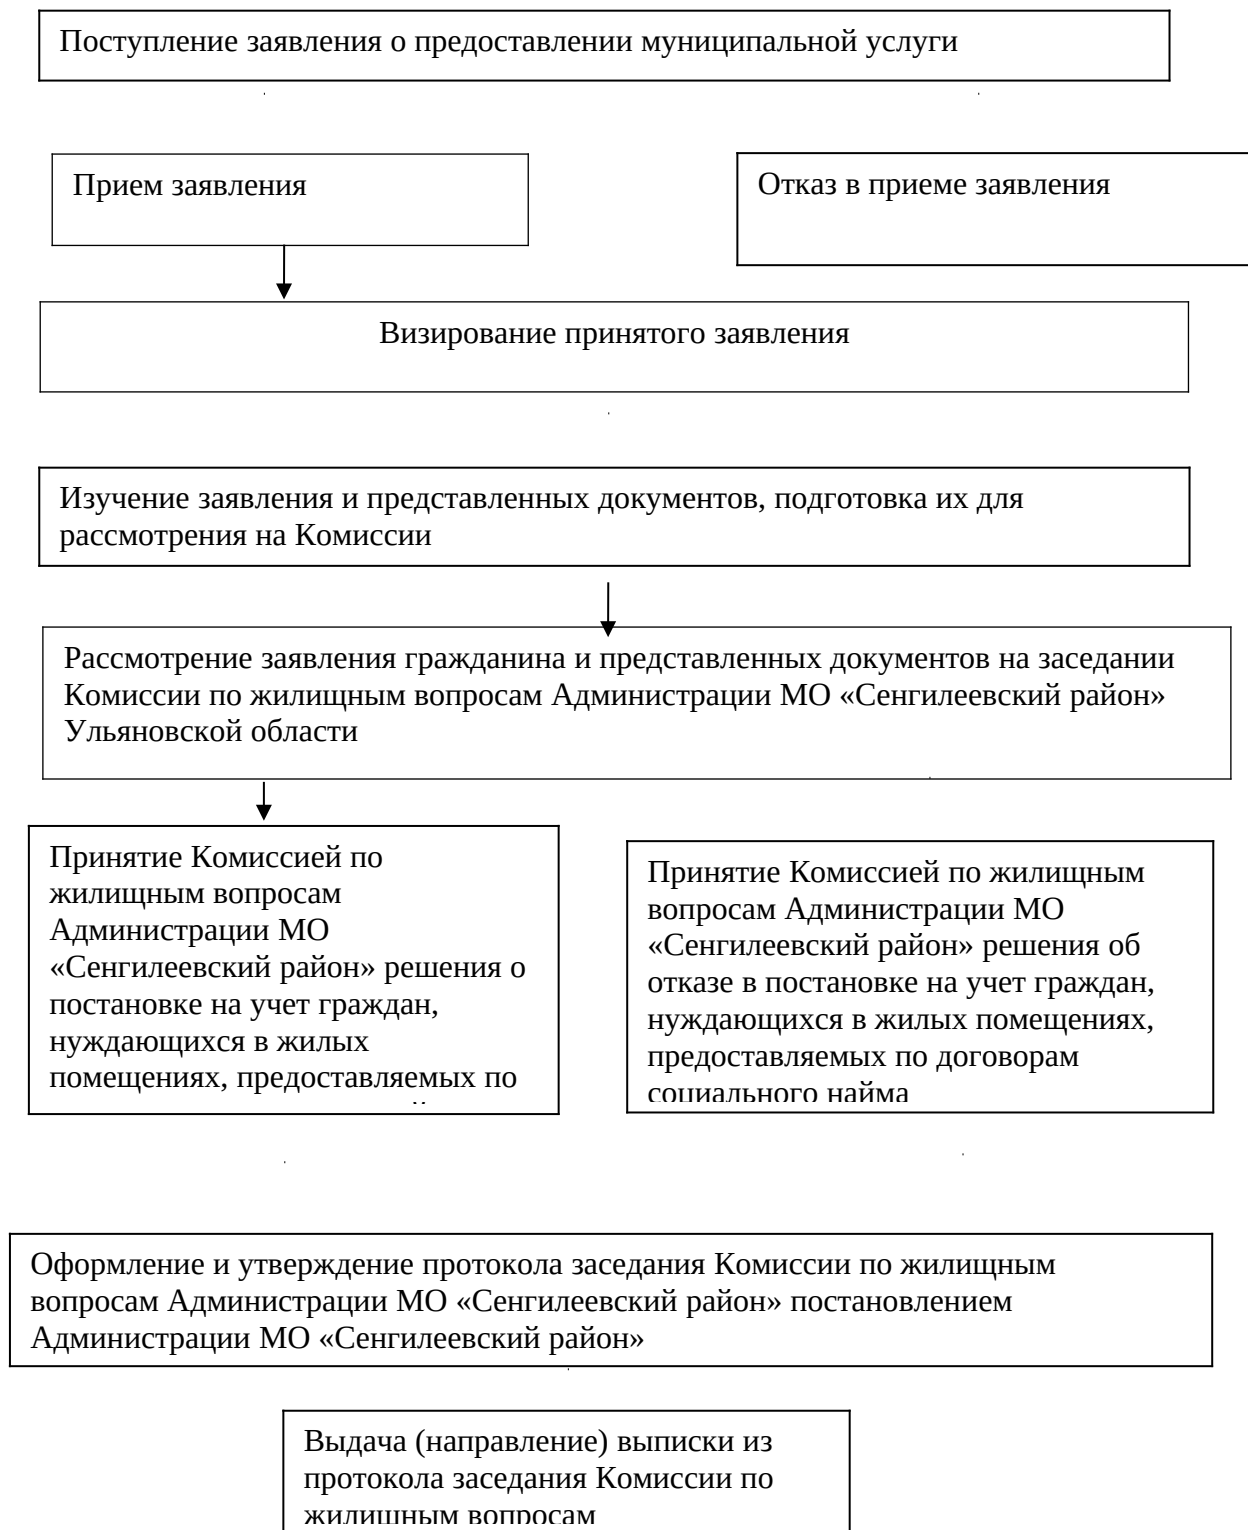 Поступление заявления о предоставлении муниципальной услуги
Прием заявления
Отказ в приеме заявления
Визирование принятого заявления
Изучение заявления и представленных документов, подготовка их для
рассмотрения на Комиссии
Рассмотрение заявления гражданина и представленных документов на заседании
Комиссии по жилищным вопросам Администрации МО «Сенгилеевский район»
Ульяновской области
Принятие Комиссией по
жилищным вопросам
Администрации МО
«Сенгилеевский район» решения о
постановке на учет граждан,
нуждающихся в жилых
помещениях, предоставляемых по
Принятие Комиссией по жилищным
вопросам Администрации МО
«Сенгилеевский район» решения об
отказе в постановке на учет граждан,
нуждающихся в жилых помещениях,
предоставляемых по договорам
социального найма
Оформление и утверждение протокола заседания Комиссии по жилищным
вопросам Администрации МО «Сенгилеевский район» постановлением
Администрации МО «Сенгилеевский район»
Выдача (направление) выписки из
протокола заседания Комиссии по
жилищным вопросам